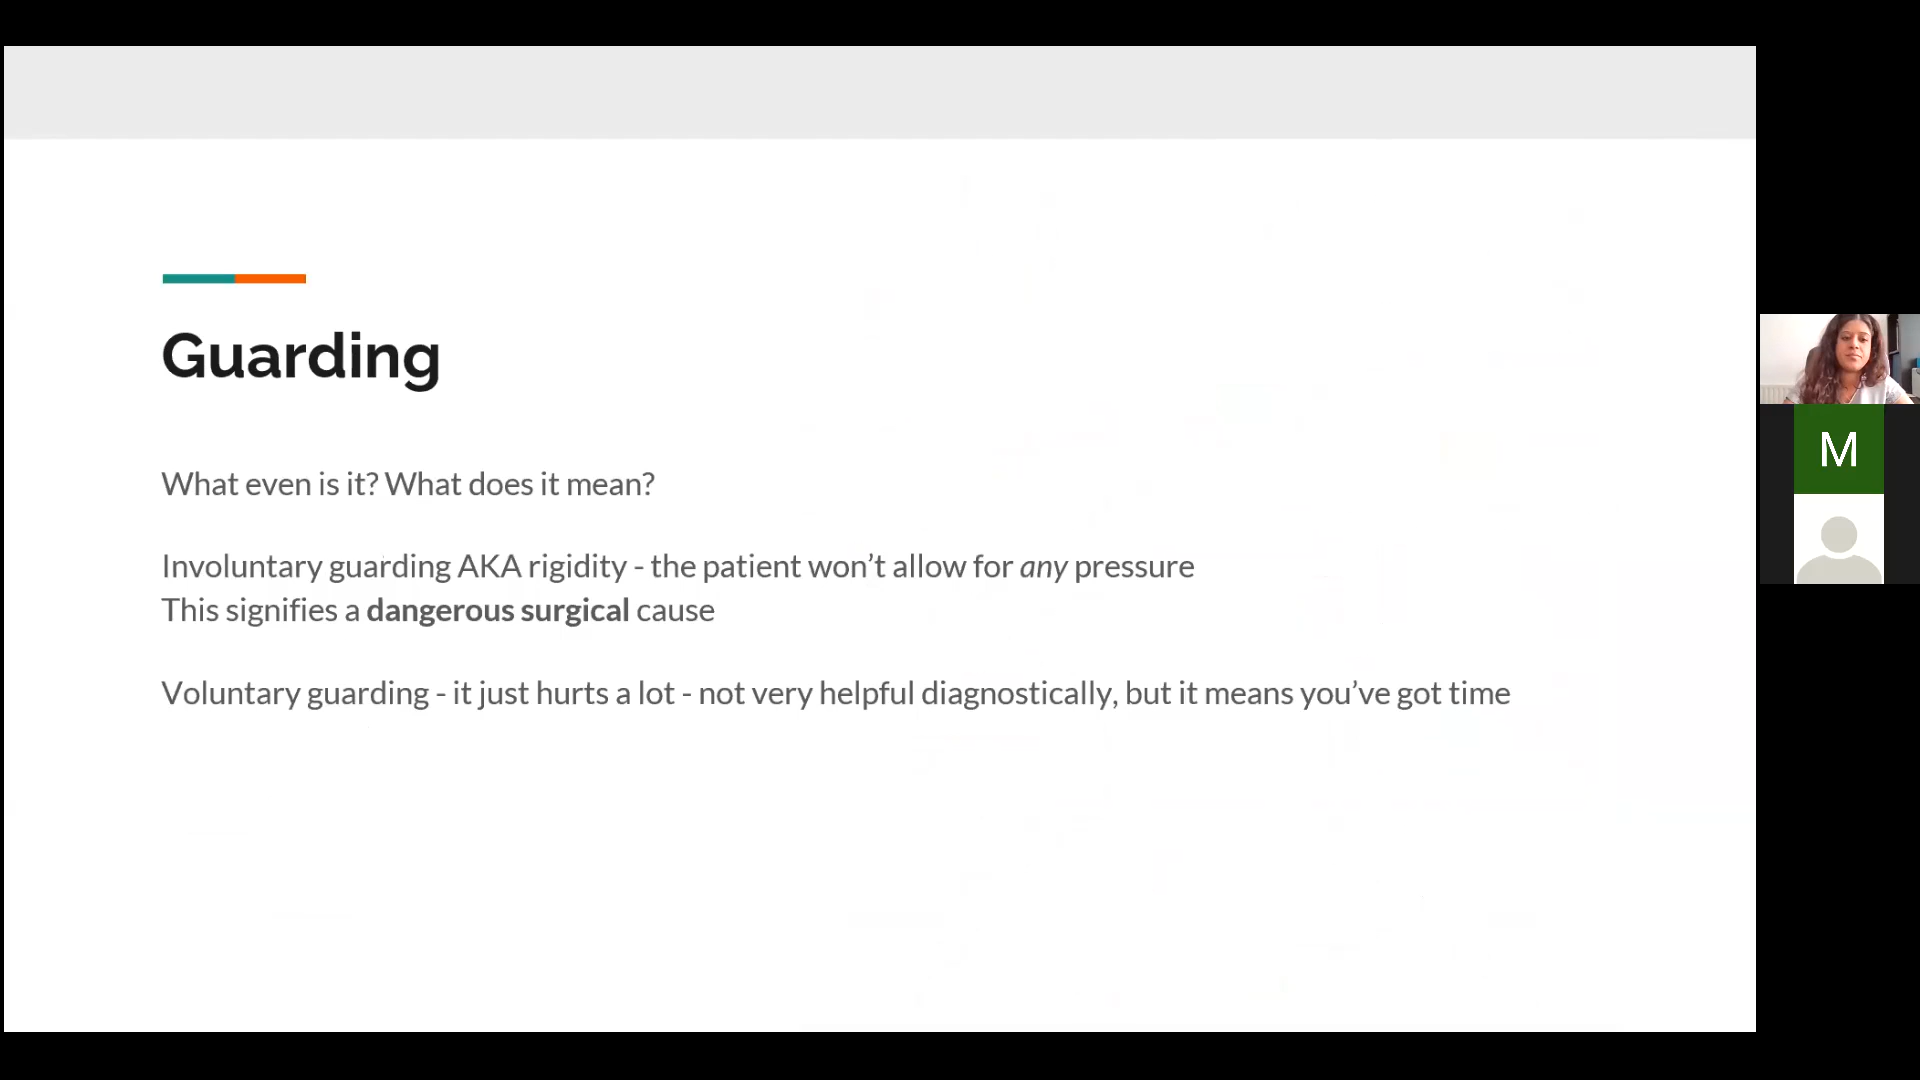 Guarding
What even is it? What does it mean?
Involuntary guarding AKA rigidity - the patient won’t allow for any pressure
This signifies a dangerous surgical cause
Voluntary guarding - it just hurts a lot - not very helpful diagnostically, but it means you’ve got time
M